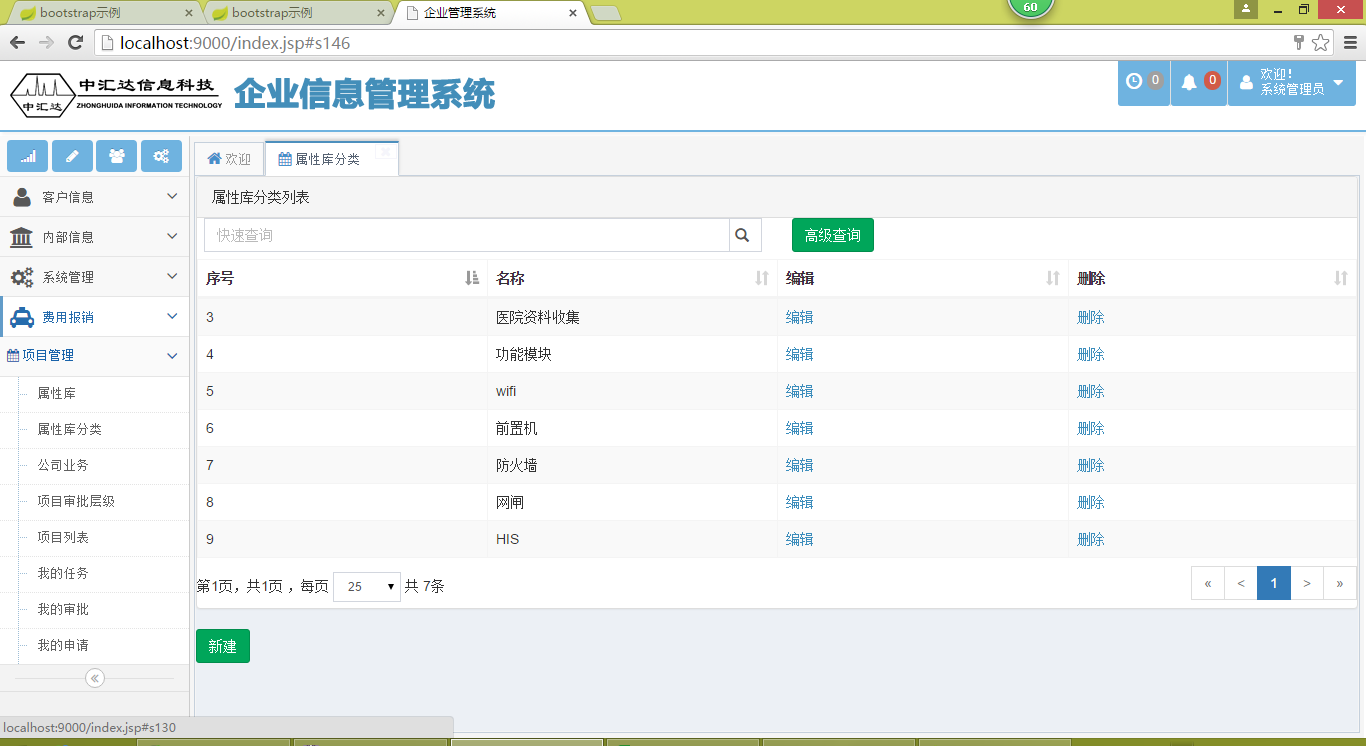 bootstrap示例 × bootstrap示例 × 企业管理系统 ×
60
localhost:9000/index.jsp#s146
中汇达
中汇达信息科技
ZHONGHUIDA INFORMATION TECHNOLOGY
企业信息管理系统
0
0
欢迎!
系统管理员
欢迎
属性库分类
客户信息
内部信息
系统管理
费用报销
项目管理
属性库
属性库分类
公司业务
项目审批层级
项目列表
我的任务
我的审批
我的申请
属性库分类列表
快速查询
高级查询
序号 名称 编辑 删除
3 医院资料收集 编辑 删除
4 功能模块 编辑 删除
5 wifi 编辑 删除
6 前置机 编辑 删除
7 防火墙 编辑 删除
8 网闸 编辑 删除
9 HIS 编辑 删除
第1页，共1页 ，每页 25 共 7条
« < 1 > »
新建
localhost:9000/index.jsp#s130